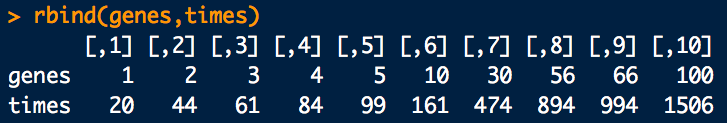 > rbind(genes,times)
[,1] [,2] [,3] [,4] [,5] [,6] [,7] [,8] [,9] [,10]
genes 1 2 3 4 5 10 30 56 66 100
times 20 44 61 84 99 161 474 894 994 1506